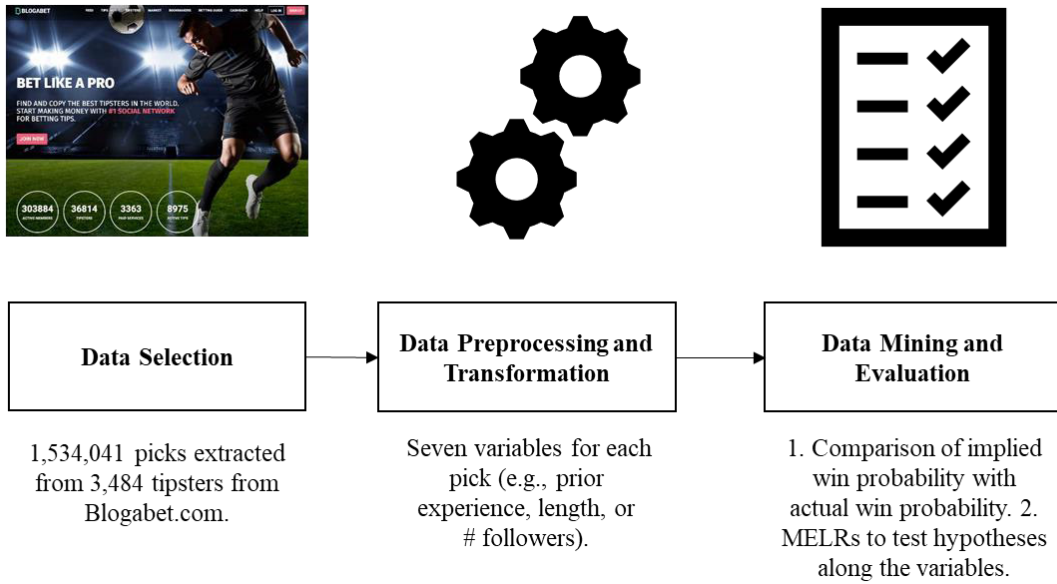 BLOGABET
BET LIKE A PRO
FIND AND COPY THE BEST TIPSTERS IN THE WORLD.
START MAKING MONEY WITH #1 SOCIAL NETWORK
FOR BETTING TIPS.
JOIN NOW
303884
36814
3363
8975
ACTIVE MEMBERS
TIPSTERS
Data Selection
Data Preprocessing and
Transformation
Data Mining and
Evaluation
1,534,041 picks extracted
from 3,484 tipsters from
Blogabet.com.
Seven variables for each
pick (e.g., prior
experience, length, or
# followers).
1. Comparison of implied
win probability with
actual win probability. 2.
MELRs to test hypotheses
along the variables.